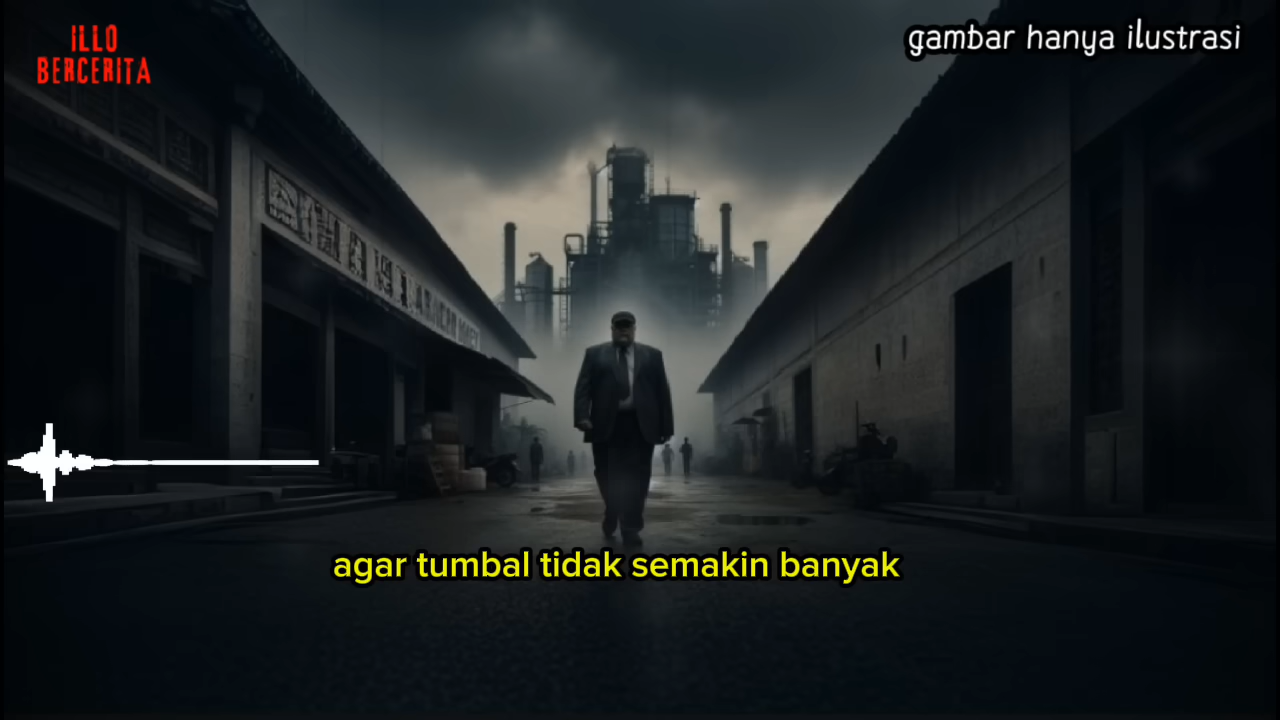 ILLO
BERCERITA
gambar hanya ilustrasi
agar tumbal tidak semakin banyak